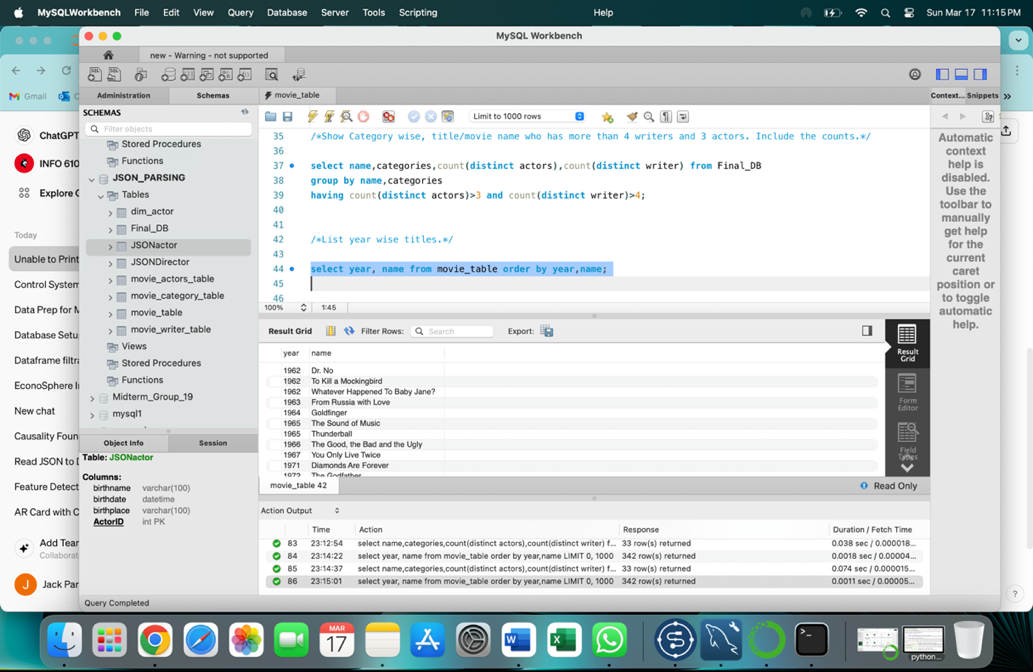 MySQLWorkbench File Edit View Query Database Server Tools Scripting Help Sun Mar 17 11:15 PM
MySQL Workbench
new - Warning - not supported
Gmail
Administration Schemas
movie_table
Context... Snippets
SCHEMAS
Filter objects
Stored Procedures
Functions
JSON_PARSING
Tables
dim_actor
Final_DB
JSONactor
JSONDirector
movie_actors_table
movie_category_table
movie_table
movie_writer_table
Views
Stored Procedures
Functions
Midterm_Group_19
mysql1
Object Info Session
Table: JSONactor
Columns:
birthname varchar(100)
birthdate datetime
birthplace varchar(100)
ActorID int PK
Query Completed
ChatGPT
INFO 610
Explore
Today
Unable to Print
Control System
Data Prep for M
Database Setu
Dataframe filtra
EconoSphere In
New chat
Causality Foun
Read JSON to D
Feature Detect
AR Card with C
Add Tea
Collaborat
J Jack Par
Limit to 1000 rows
35 /*Show Category wise, title/movie name who has more than 4 writers and 3 actors. Include the counts.*/
36
37 select name,categories,count(distinct actors),count(distinct writer) from Final_DB
38 group by name,categories
39 having count(distinct actors)>3 and count(distinct writer)>4;
40
41
42 /*List year wise titles.*/
43
44 select year, name from movie_table order by year,name;
45
46
100% 1:45
Result Grid Filter Rows: Search Export:
year name
1962 Dr. No
1962 To Kill a Mockingbird
1962 Whatever Happened To Baby Jane?
1963 From Russia with Love
1964 Goldfinger
1965 The Sound of Music
1965 Thunderball
1966 The Good, the Bad and the Ugly
1967 You Only Live Twice
1971 Diamonds Are Forever
1972 The Godfather
Result
Grid
Form
Editor
Field
Types
movie_table 42
Read Only
Action Output
Time Action Response Duration / Fetch Time
83 23:12:54 select name,categories,count(distinct actors),count(distinct writer) f... 33 row(s) returned 0.038 sec / 0.000018...
84 23:14:22 select year, name from movie_table order by year,name LIMIT 0, 1000 342 row(s) returned 0.0018 sec / 0.00004...
85 23:14:37 select name,categories,count(distinct actors),count(distinct writer) f... 33 row(s) returned 0.074 sec / 0.000015...
86 23:15:01 select year, name from movie_table order by year,name LIMIT 0, 1000 342 row(s) returned 0.0011 sec / 0.00005...
Automatic
context
help is
disabled.
Use the
toolbar to
manually
get help
for the
current
caret
position or
to toggle
automatic
help.
?
MAR
17
python...